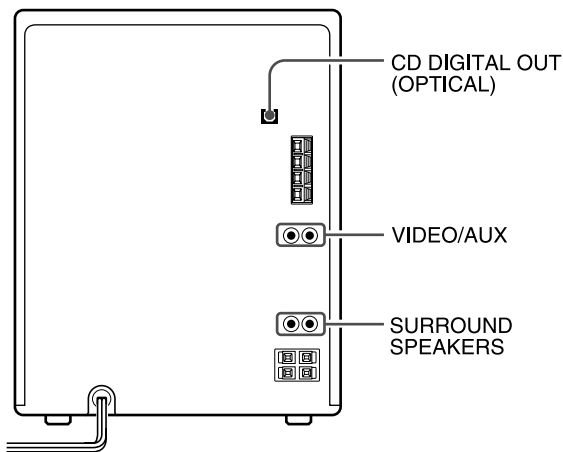 CD DIGITAL OUT
(OPTICAL)
VIDEO/AUX
SURROUND
SPEAKERS